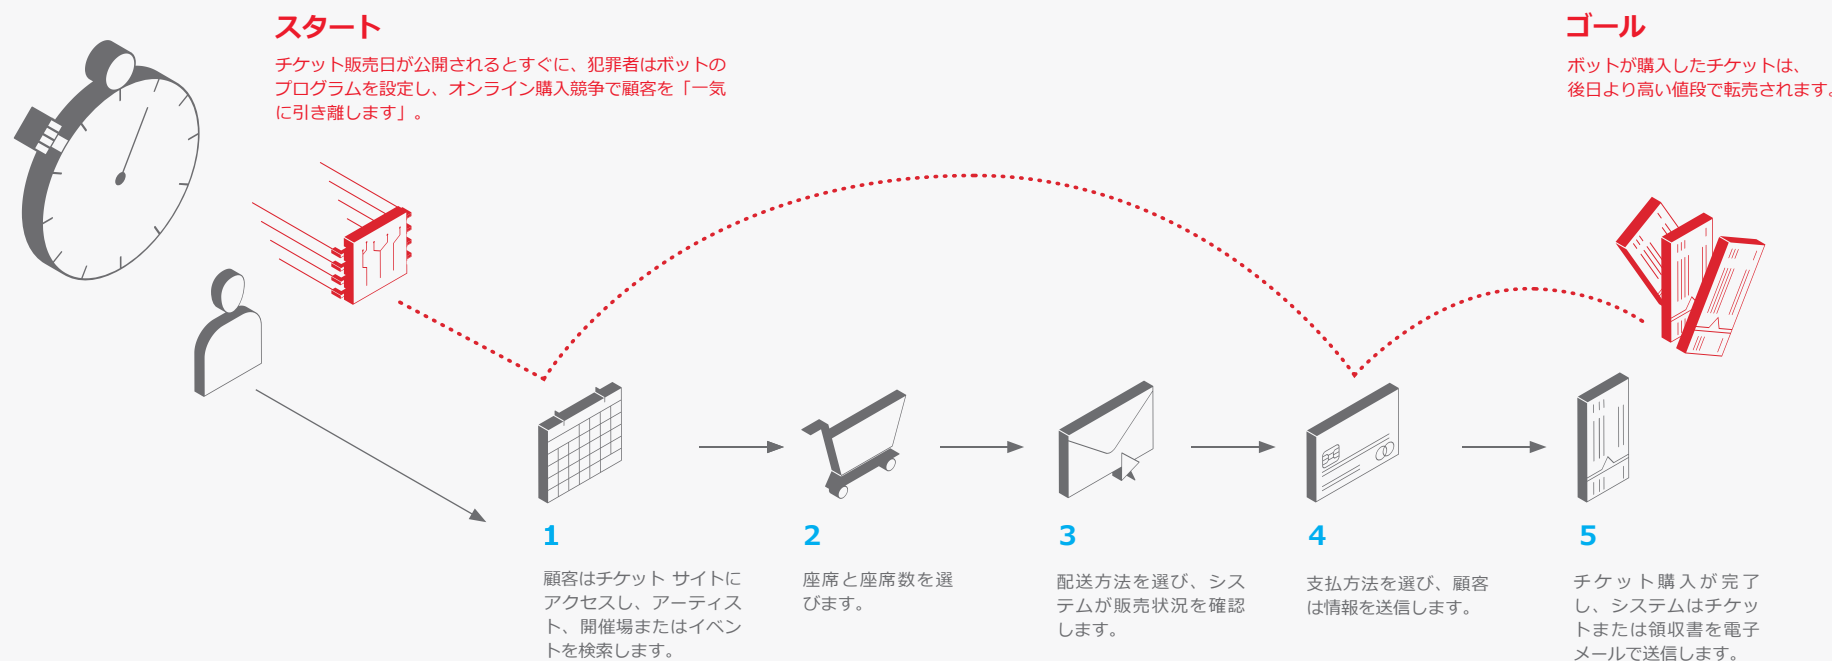 スタート
チケット販売日が公開されるとすぐに、犯罪者はボットの
プログラムを設定し、オンライン購入競争で顧客を「一気
に引き離します」。
ゴール
ボットが購入したチケットは、
後日より高い値段で転売されます。
1
顧客はチケット サイトに
アクセスし、アーティス
ト、開催場またはイベン
トを検索します。
2
座席と座席数を選
びます。
3
配送方法を選び、シス
テムが販売状況を確認
します。
4
支払方法を選び、顧客
は情報を送信します。
5
チケット購入が完了
し、システムはチケッ
トまたは領収書を電子
メールで送信します。